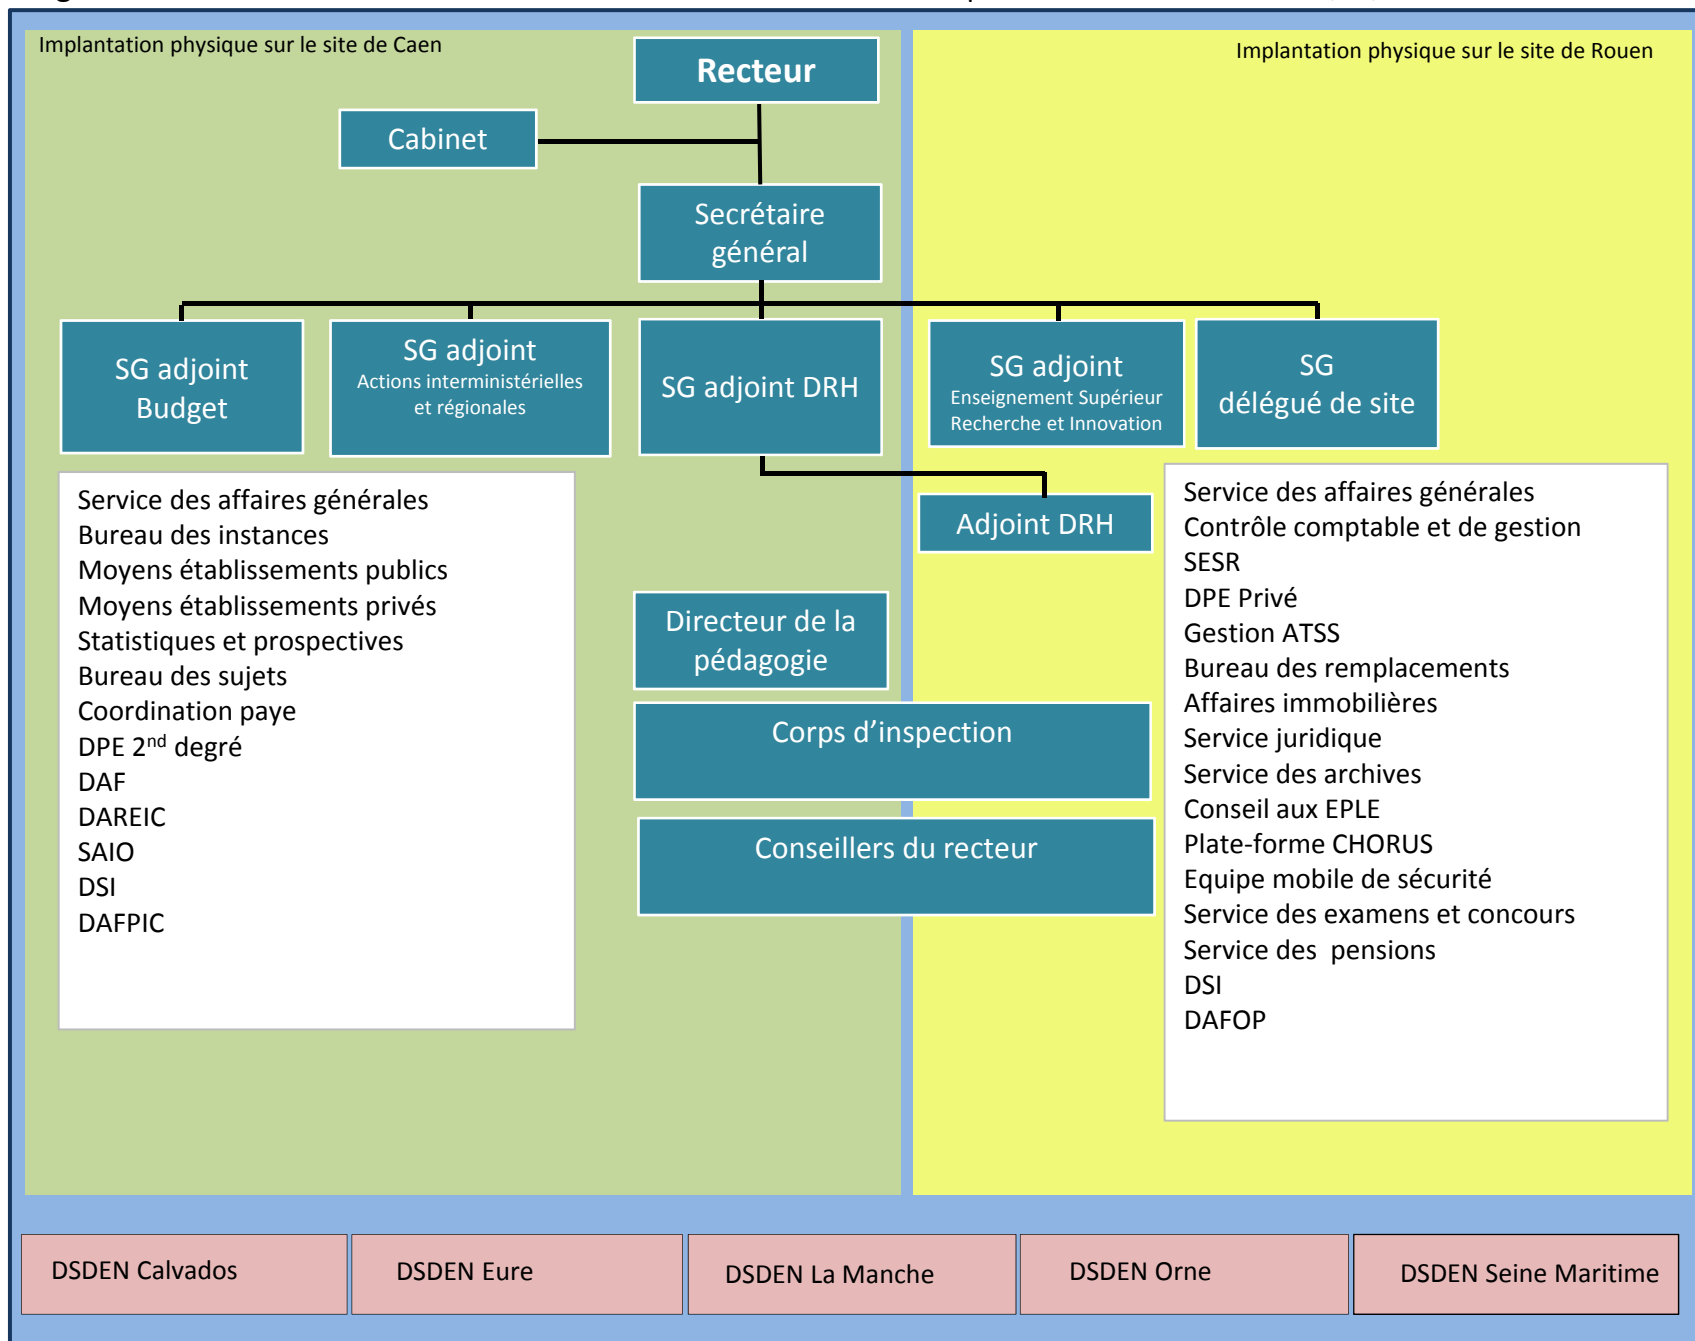 Implantation physique sur le site de Caen
Implantation physique sur le site de Rouen
Recteur
Cabinet
Secrétaire
général
SG adjoint
Budget
SG adjoint
Actions interministérielles
et régionales
SG adjoint DRH
SG adjoint
Enseignement Supérieur
Recherche et Innovation
SG
délégué de site
Adjoint DRH
Service des affaires générales
Bureau des instances
Moyens établissements publics
Moyens établissements privés
Statistiques et prospectives
Bureau des sujets
Coordination paye
DPE 2nd degré
DAF
DAREIC
SAIO
DSI
DAFPIC
Directeur de la
pédagogie
Corps d’inspection
Conseillers du recteur
Service des affaires générales
Contrôle comptable et de gestion
SESR
DPE Privé
Gestion ATSS
Bureau des remplacements
Affaires immobilières
Service juridique
Service des archives
Conseil aux EPLE
Plate-forme CHORUS
Equipe mobile de sécurité
Service des examens et concours
Service des pensions
DSI
DAFOP
DSDEN Calvados
DSDEN Eure
DSDEN La Manche
DSDEN Orne
DSDEN Seine Maritime